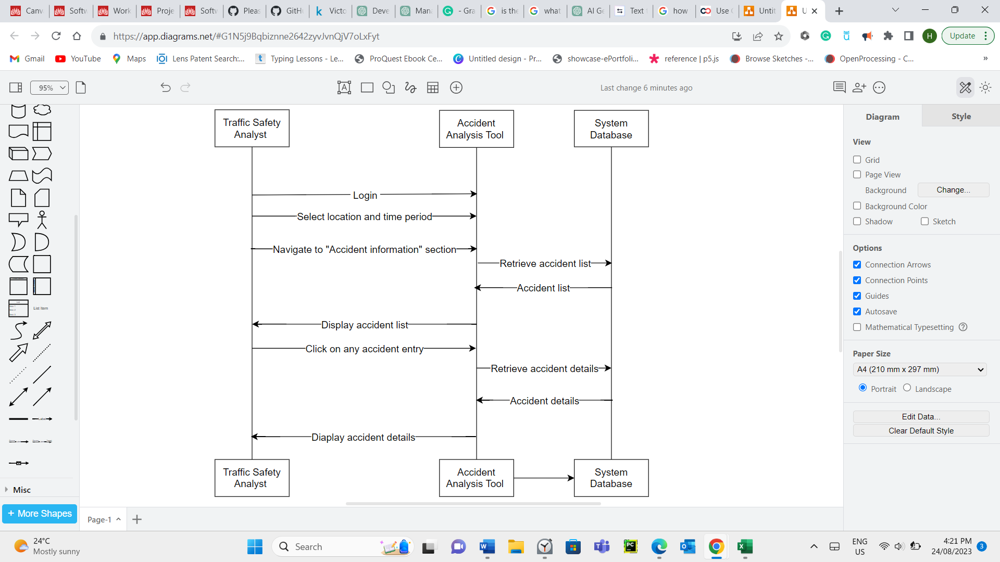 Canv
Softw
Work
Proje
Softw
Pleas
GitHu
Victo
Deve
Mana
- Gra
is the
what
AI Ge
Text
how
Use
Untit
U
https://app.diagrams.net/#G1N5j9Bqbiznne2642zyvJvnQjV7oLxFyt
H
Update
Gmail
YouTube
Maps
Lens Patent Search:...
Typing Lessons - Le...
ProQuest Ebook Ce...
Untitled design - Pr...
showcase-ePortfoli...
reference | p5.js
Browse Sketches -...
OpenProcessing - C...
»
95%
Last change 6 minutes ago
Traffic Safety
Analyst
Accident
Analysis Tool
System
Database
Login
Select location and time period
Navigate to "Accident information" section
Retrieve accident list
Accident list
Display accident list
Click on any accident entry
Retrieve accident details
Accident details
Diaplay accident details
Traffic Safety
Analyst
Accident
Analysis Tool
System
Database
List Item
Misc
+ More Shapes
Page-1
Diagram
Style
View
Grid
Page View
Background
Change...
Background Color
Shadow
Sketch
Options
Connection Arrows
Connection Points
Guides
Autosave
Mathematical Typesetting
Paper Size
A4 (210 mm x 297 mm)
Portrait
Landscape
Edit Data...
Clear Default Style
24°C
Mostly sunny
Search
ENG
US
4:21 PM
24/08/2023
3